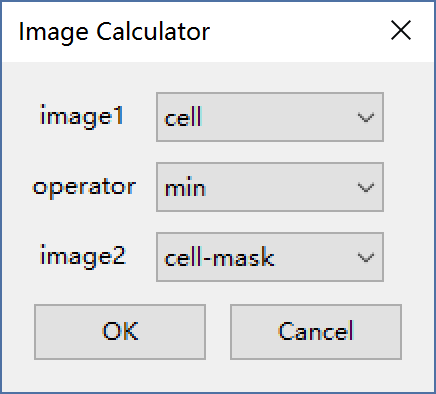 Image Calculator
image1 cell
operator min
image2 cell-mask
OK Cancel